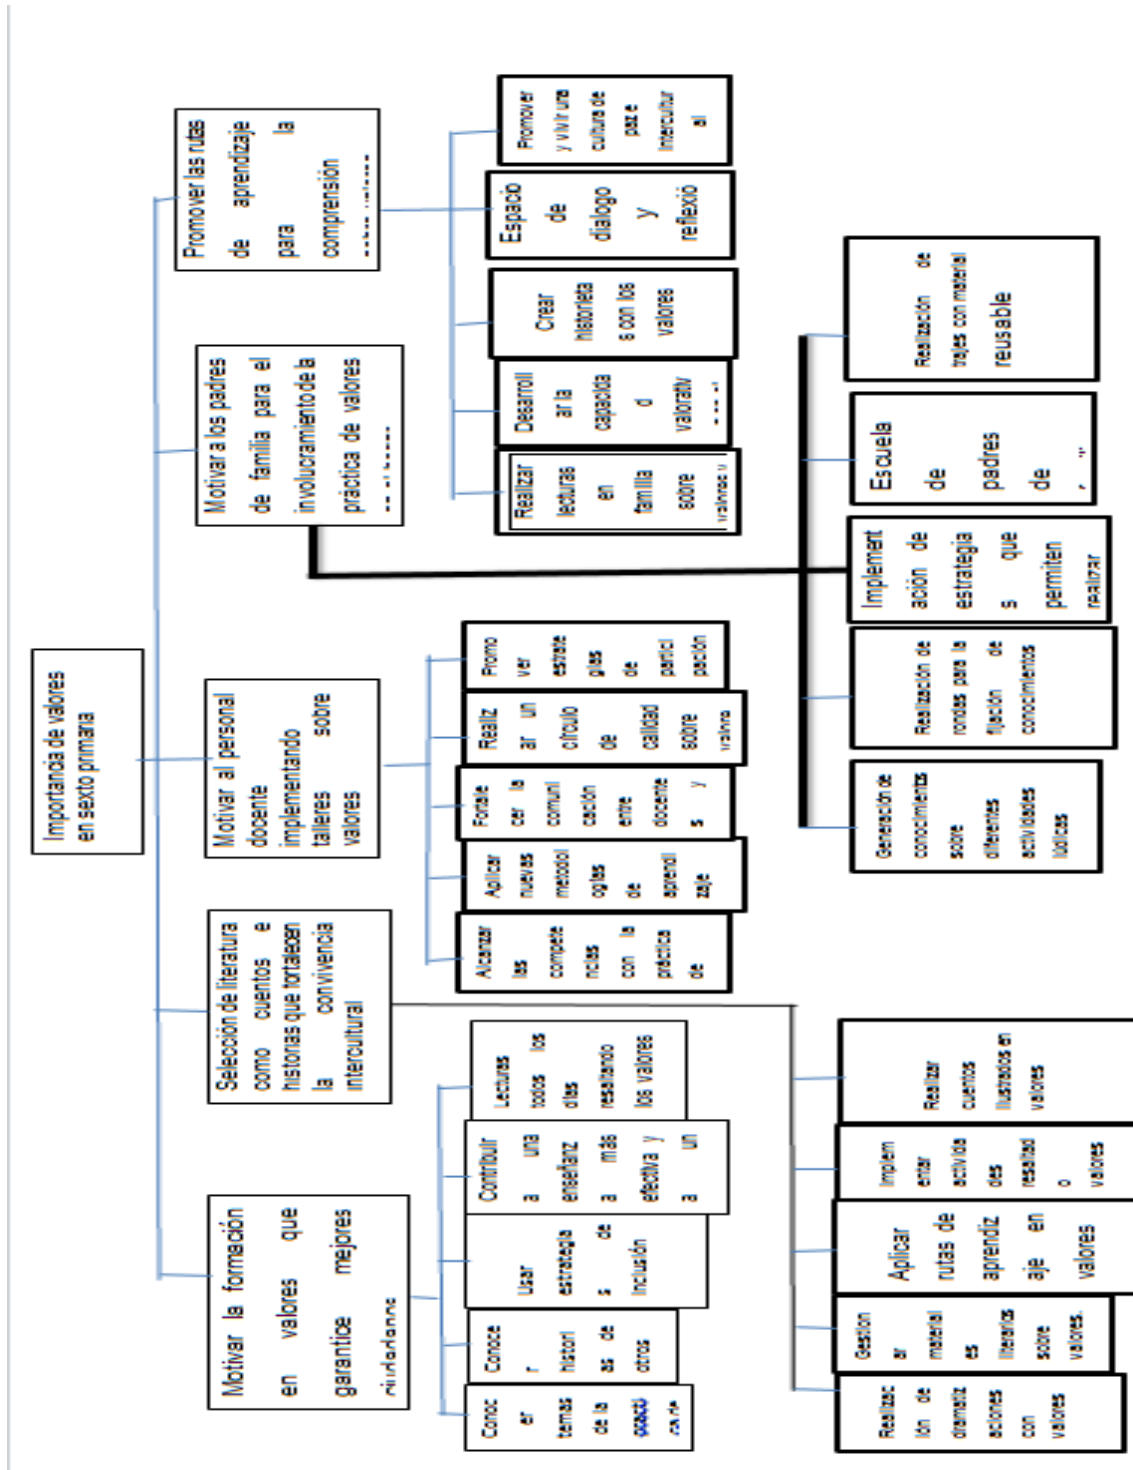 Importancia de valores
en sexto primaria
Motivar la formación
en valores que
garantice mejores
ciudadanos
Selección de literatura
como cuentos e
historias que fortalecen
la convivencia
intercultural
Motivar al personal
docente
implementando
talleres sobre
valores
Motivar a los padres
de familia para el
involucramiento de la
práctica de valores
Promover las rutas
de aprendizaje
para la
comprensión
Conoc
er
temas
de la
practi
ca de
Conoce
r
histori
as de
otros
Usar
estrategia
s de
inclusión
Contribuir
a una
enseñanz
a más
efectiva y
a un
Lecturas
todos los
días
resaltando
los valores
Alcanzar
las
compete
ncias
con la
práctica
de
Aplicar
nuevas
metodol
ogías
de
aprendi
zaje
Fortale
cer la
comuni
cación
entre
docente
s y
Realiz
ar un
círculo
de
calidad
sobre
valore
Promo
ver
estrate
gias
de
partici
pación
Realizar
lecturas
en
familia
sobre
valores y
Desarroll
ar la
capacida
d
valorativ
Crear
historieta
s con los
valores
Espacio
de
dialogo
y
reflexió
Promover
y vivir una
cultura de
paz e
intercultur
al
Realizac
ión de
dramatiz
aciones
con
valores
Gestion
ar
material
es
literarios
sobre
valores.
Aplicar
rutas de
aprendiz
aje en
valores
Implem
entar
activida
des
resaltad
o
valores
Realizar
cuentos
ilustrados en
valores
Generación de
conocimientos
sobre
diferentes
actividades
lúdicas
Realización de
rondas para la
fijación de
conocimientos
Implement
ación de
estrategia
s que
permiten
realizar
Escuela
de
padres
de
Realización de
trajes con material
reusable